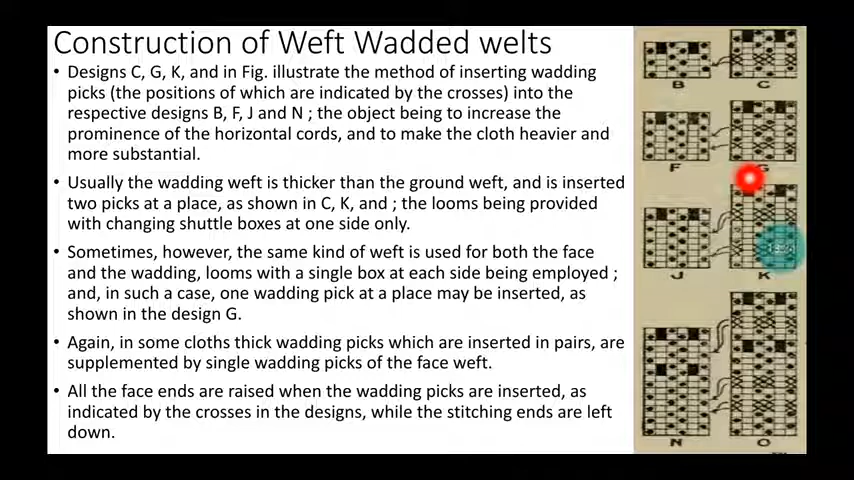 Construction of Weft Wadded welts
• Designs C, G, K, and in Fig. illustrate the method of inserting wadding
picks (the positions of which are indicated by the crosses) into the
respective designs B, F, J and N ; the object being to increase the
prominence of the horizontal cords, and to make the cloth heavier and
more substantial.
• Usually the wadding weft is thicker than the ground weft, and is inserted
two picks at a place, as shown in C, K, and ; the looms being provided
with changing shuttle boxes at one side only.
• Sometimes, however, the same kind of weft is used for both the face
and the wadding, looms with a single box at each side being employed ;
and, in such a case, one wadding pick at a place may be inserted, as
shown in the design G.
• Again, in some cloths thick wadding picks which are inserted in pairs, are
supplemented by single wadding picks of the face weft.
• All the face ends are raised when the wadding picks are inserted, as
indicated by the crosses in the designs, while the stitching ends are left
down.
B C
F G
J K
N O